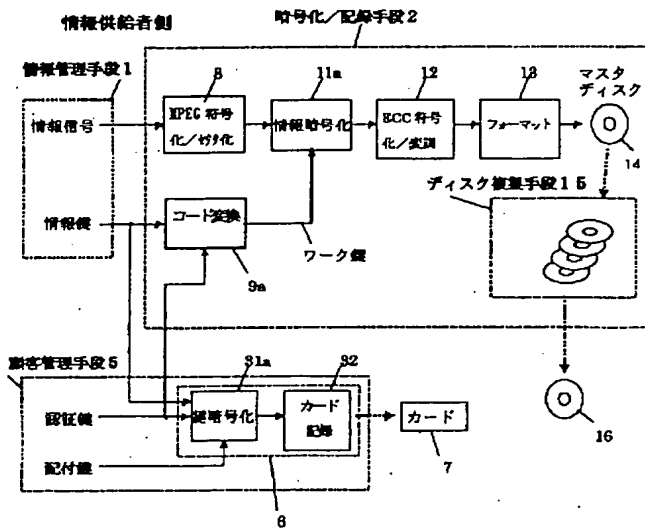 情報供給者側
暗号化／記録手段2
情報管理手段1
8
11a
12
13
マスタ
ディスク
情報信号
MPEG符号
化／ｾｸﾀ化
情報暗号化
ECC符号
化／変調
フォーマット
14
ディスク複製手段15
情報鍵
コード変換
ワーク鍵
9a
顧客管理手段5
31a
32
認証鍵
鍵暗号化
カード
記録
カード
7
16
配付鍵
6